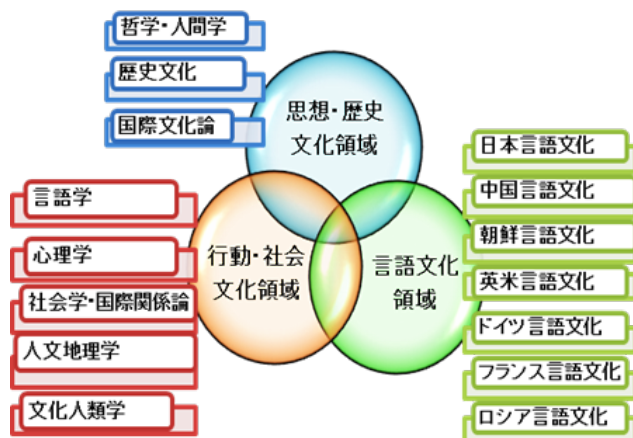 哲学・人間学
歴史文化
国際文化論
思想・歴史
文化領域
言語学
心理学
社会学・国際関係論
人文地理学
文化人類学
行動・社会
文化領域
言語文化
領域
日本言語文化
中国言語文化
朝鮮言語文化
英米言語文化
ドイツ言語文化
フランス言語文化
ロシア言語文化